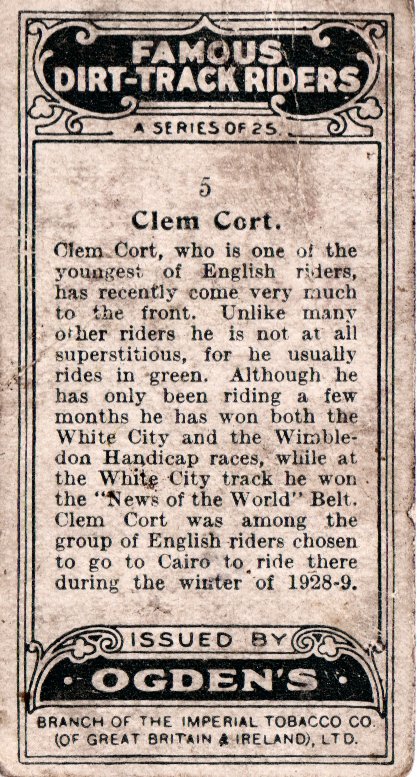 FAMOUS
DIRT-TRACK RIDERS
A SERIES OF 25.
5
Clem Cort.
Clem Cort, who is one of the
youngest of English riders,
has recently come very much
to the front. Unlike many
other riders he is not at all
superstitious, for he usually
rides in green. Although he
has only been riding a few
months he has won both the
White City and the Wimble-
don Handicap races, while at
the White City track he won
the "News of the World" Belt.
Clem Cort was among the
group of English riders chosen
to go to Cairo to ride there
during the winter of 1928-9.
ISSUED BY
· OGDEN'S ·
BRANCH OF THE IMPERIAL TOBACCO CO.
(OF GREAT BRITAIN & IRELAND), LTD.